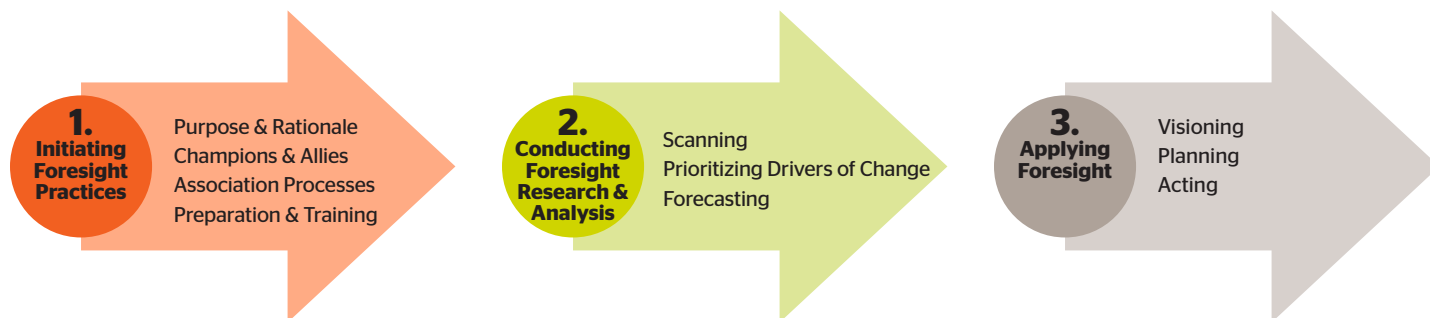 1.
Initiating
Foresight
Practices
Purpose & Rationale
Champions & Allies
Association Processes
Preparation & Training
2.
Conducting
Foresight
Research &
Analysis
Scanning
Prioritizing Drivers of Change
Forecasting
3.
Applying
Foresight
Visioning
Planning
Acting